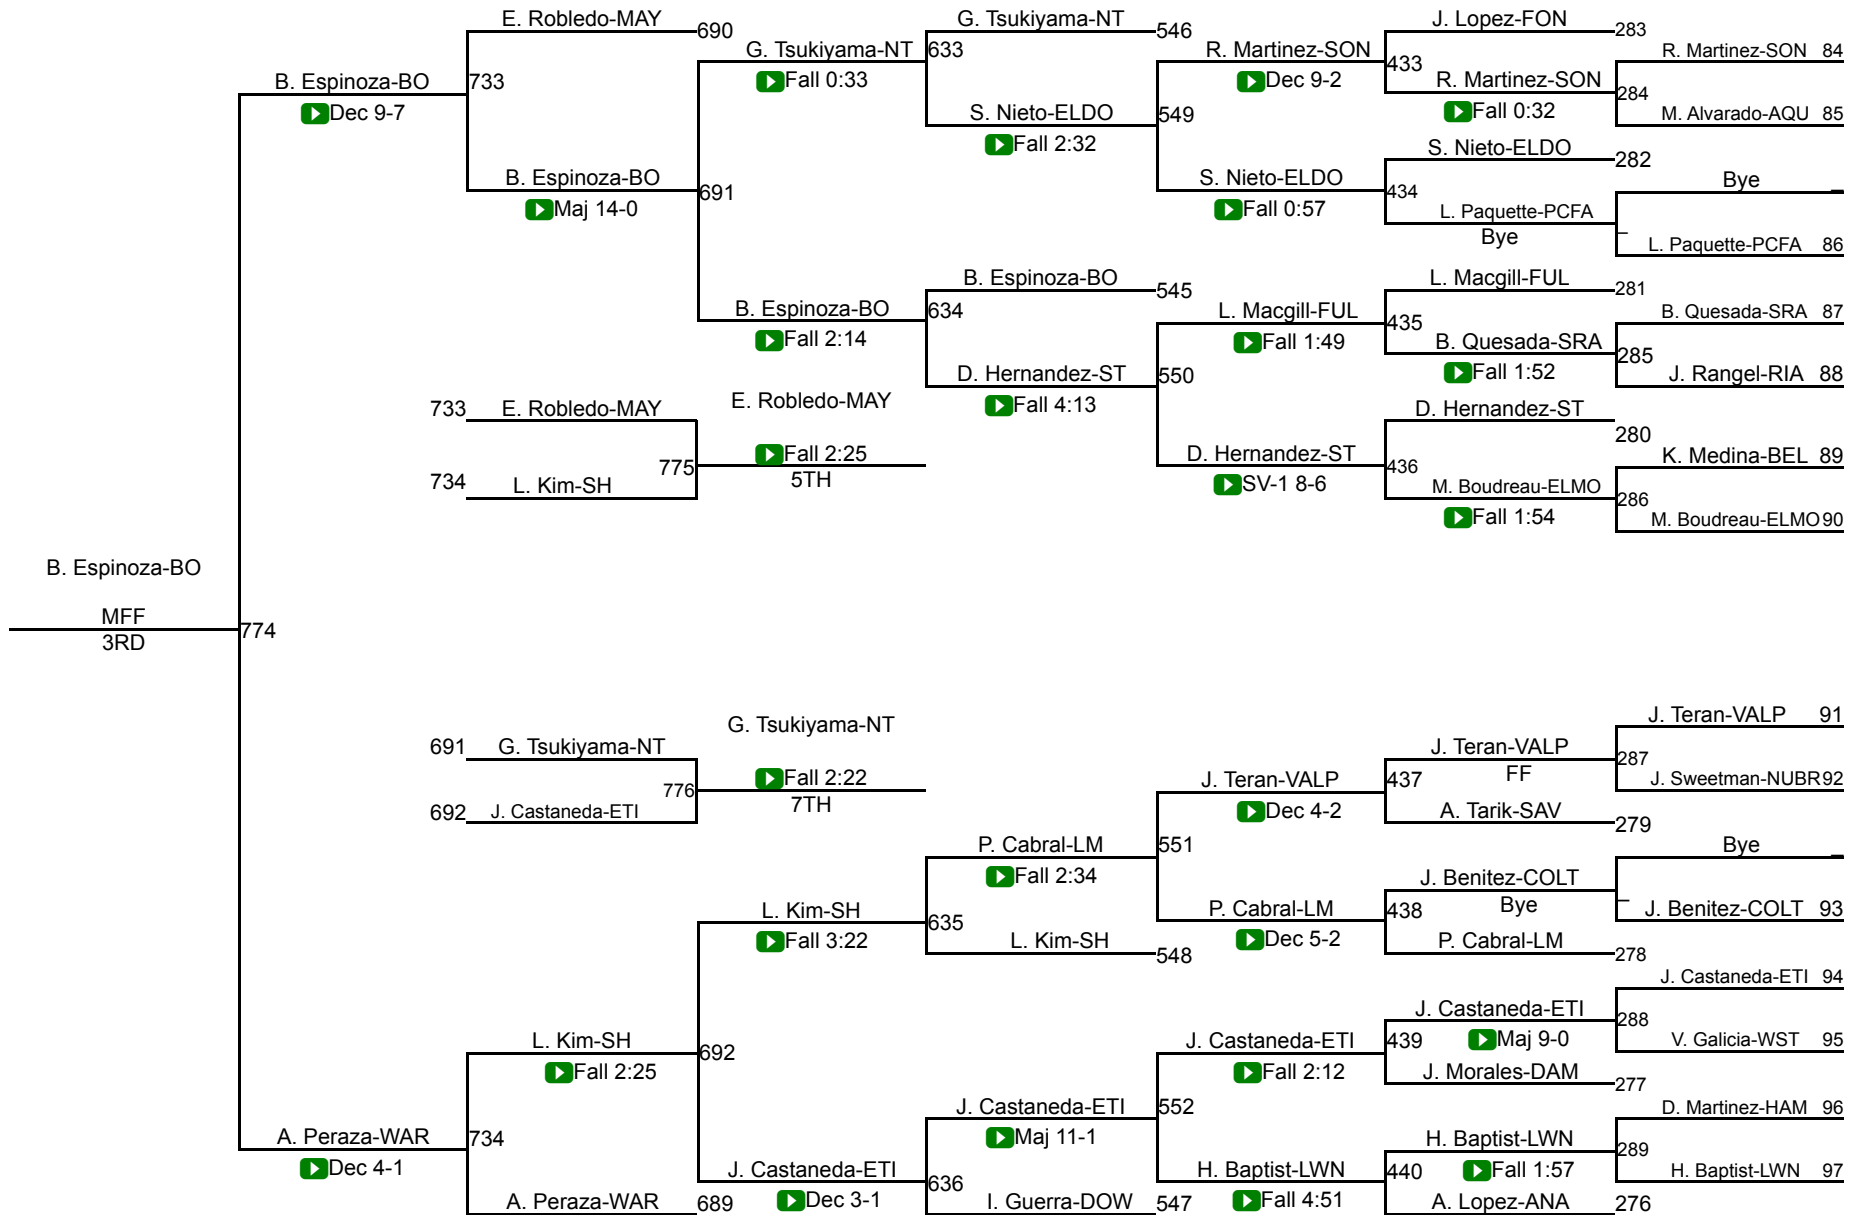 E. Robledo-MAY
690
G. Tsukiyama-NT
546
J. Lopez-FON
283
G. Tsukiyama-NT
633
R. Martinez-SON
433
R. Martinez-SON 84
B. Espinoza-BO
733
Fall 0:33
Dec 9-2
R. Martinez-SON
284
Dec 9-7
S. Nieto-ELDO
549
Fall 0:32
M. Alvarado-AQU 85
Fall 2:32
S. Nieto-ELDO
282
B. Espinoza-BO
691
S. Nieto-ELDO
434
Bye _
Maj 14-0
Fall 0:57
L. Paquette-PCFA
_
Bye
L. Paquette-PCFA 86
B. Espinoza-BO
545
L. Macgill-FUL
281
B. Espinoza-BO
634
L. Macgill-FUL
435
B. Quesada-SRA 87
Fall 2:14
Fall 1:49
B. Quesada-SRA
285
D. Hernandez-ST
550
Fall 1:52
J. Rangel-RIA 88
733 E. Robledo-MAY
E. Robledo-MAY
Fall 4:13
D. Hernandez-ST
280
775
Fall 2:25
D. Hernandez-ST
436
K. Medina-BEL 89
734 L. Kim-SH
5TH
SV-1 8-6
M. Boudreau-ELMO
286
Fall 1:54
M. Boudreau-ELMO 90
B. Espinoza-BO
MFF
774
3RD
J. Teran-VALP 91
691 G. Tsukiyama-NT
G. Tsukiyama-NT
J. Teran-VALP
287
776
Fall 2:22
J. Teran-VALP
437
FF
J. Sweetman-NUBR 92
692 J. Castaneda-ETI
7TH
Dec 4-2
A. Tarik-SAV
279
P. Cabral-LM
551
Bye _
Fall 2:34
J. Benitez-COLT
_
L. Kim-SH
635
P. Cabral-LM
438
Bye
J. Benitez-COLT 93
Fall 3:22
L. Kim-SH
548
Dec 5-2
P. Cabral-LM
278
J. Castaneda-ETI 94
J. Castaneda-ETI
288
L. Kim-SH
692
J. Castaneda-ETI
439
Maj 9-0
V. Galicia-WST 95
Fall 2:25
Fall 2:12
J. Morales-DAM
277
J. Castaneda-ETI
552
D. Martinez-HAM 96
A. Peraza-WAR
734
Maj 11-1
H. Baptist-LWN
289
Dec 4-1
J. Castaneda-ETI
636
H. Baptist-LWN
440
Fall 1:57
H. Baptist-LWN 97
A. Peraza-WAR
689
Dec 3-1
I. Guerra-DOW
547
Fall 4:51
A. Lopez-ANA
276